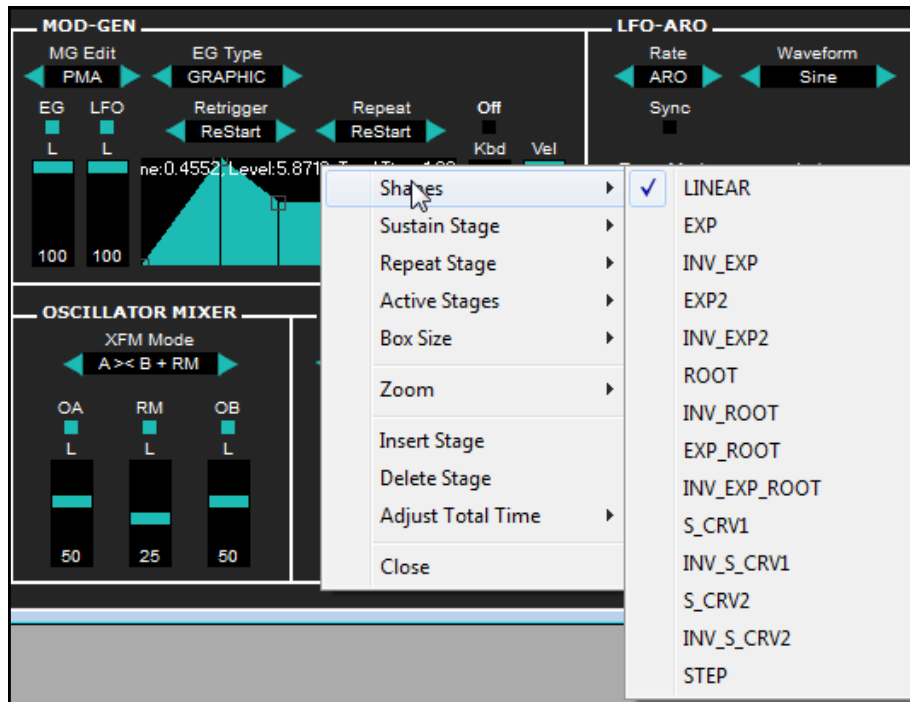 MOD-GEN
MG Edit EG Type
PMA GRAPHIC
EG LFO Retrigger Repeat Off
ReStart ReStart
L L Kbd Vel
ne:0.4552, Level:5.871
100 100
LFO-ARO
Rate Waveform
ARO Sine
Sync
OSCILLATOR MIXER
XFM Mode
A >< B + RM
OA RM OB
L L L
50 25 50
Shapes
Sustain Stage
Repeat Stage
Active Stages
Box Size
Zoom
Insert Stage
Delete Stage
Adjust Total Time
Close
LINEAR
EXP
INV_EXP
EXP2
INV_EXP2
ROOT
INV_ROOT
EXP_ROOT
INV_EXP_ROOT
S_CRV1
INV_S_CRV1
S_CRV2
INV_S_CRV2
STEP